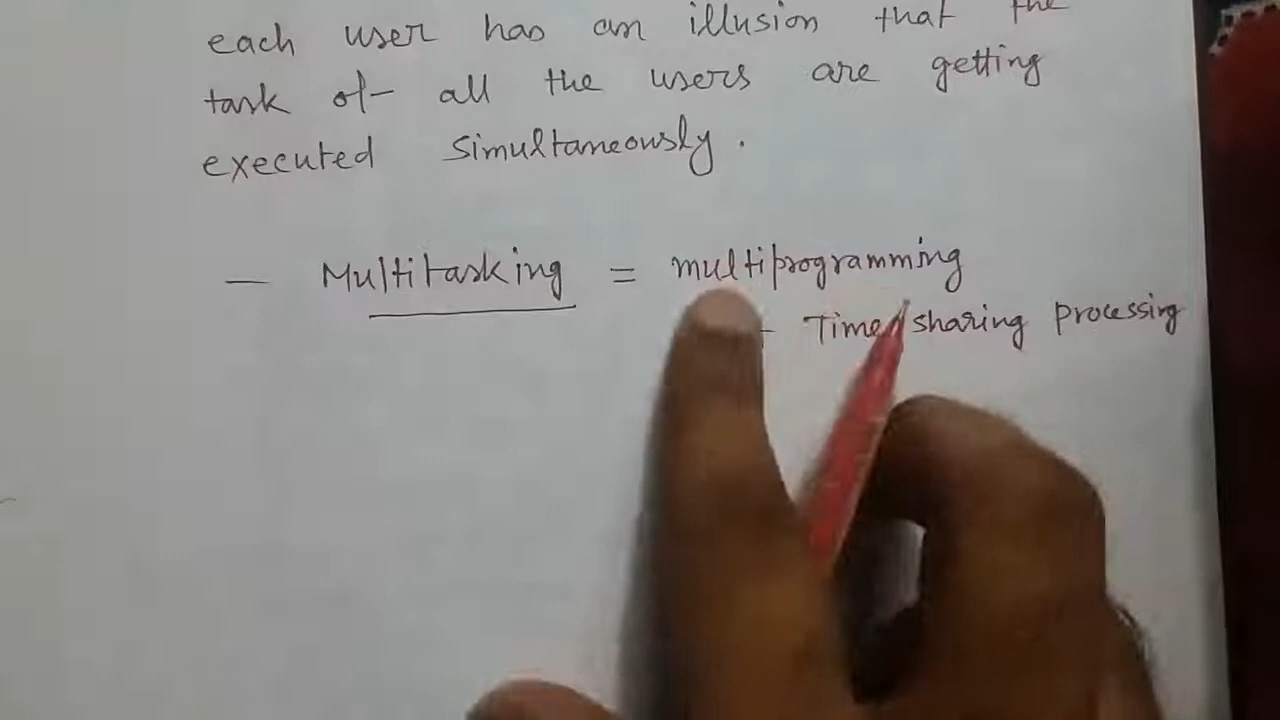 each user has an illusion that the
task of all the users are getting
executed simultaneously.
— Multitasking = multiprogramming
+ Time sharing processing